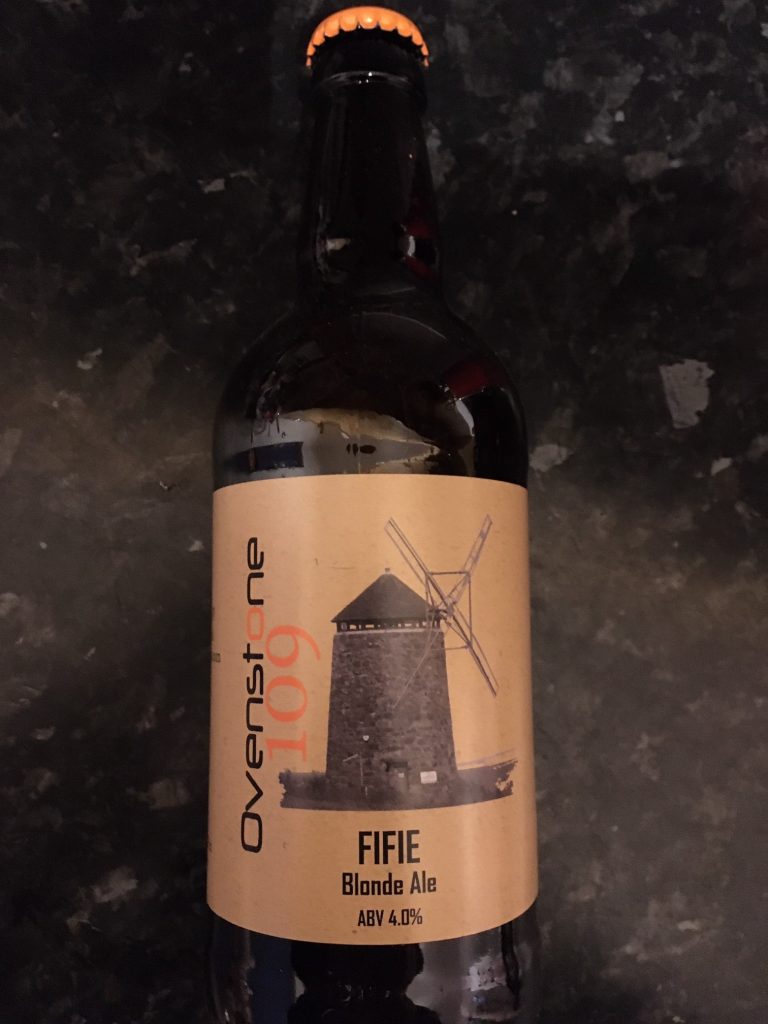 Ovenstone
109
FIFIE
Blonde Ale
ABV 4.0%